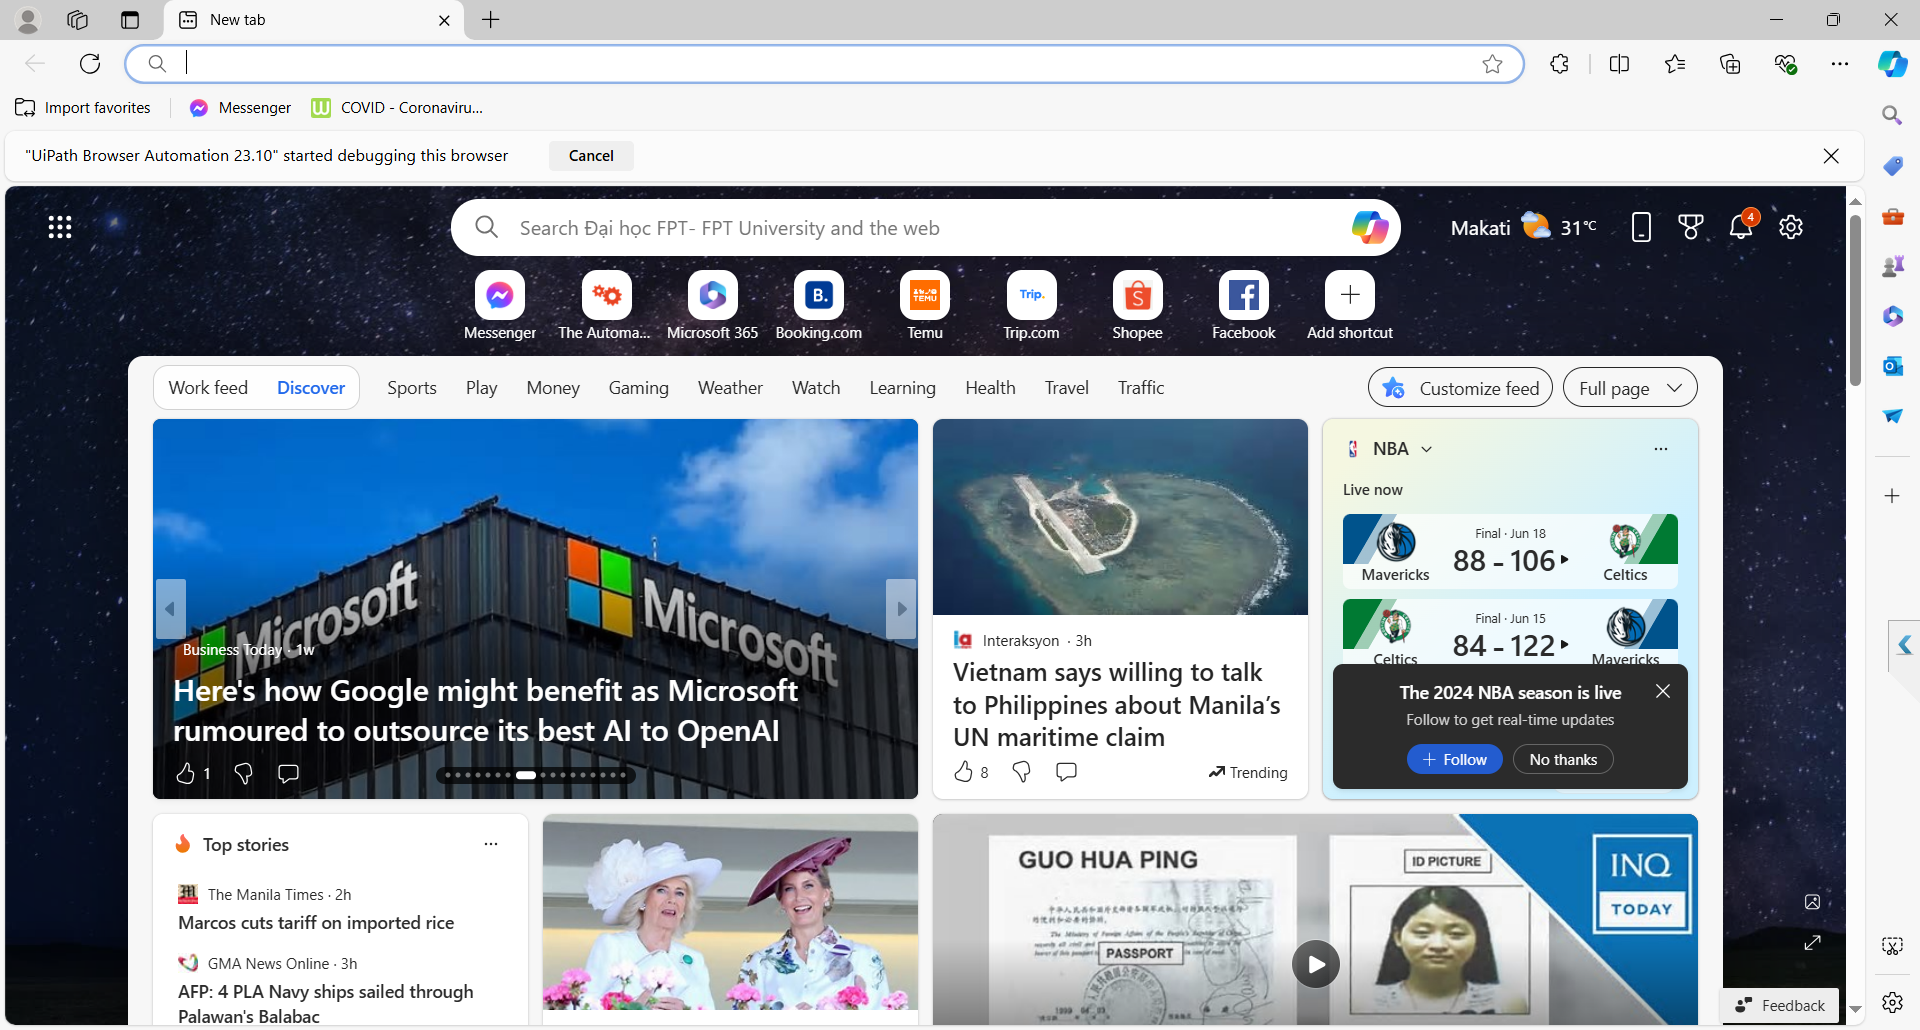 New tab
Import favorites
Messenger
COVID - Coronaviru...
"UiPath Browser Automation 23.10" started debugging this browser
Cancel
Search Đại học FPT- FPT University and the web
Makati
31°C
4
Messenger
The Automa...
Microsoft 365
B.
Booking.com
TEMU
Temu
Trip.
Trip.com
Shopee
Facebook
Add shortcut
Work feed
Discover
Sports
Play
Money
Gaming
Weather
Watch
Learning
Health
Travel
Traffic
Customize feed
Full page
Microsoft
Microsoft
Business Today · 1w
Here's how Google might benefit as Microsoft
rumoured to outsource its best AI to OpenAI
1
Interaksyon · 3h
Vietnam says willing to talk
to Philippines about Manila's
UN maritime claim
8
Trending
NBA
Live now
Final · Jun 18
88 - 106
Mavericks
Celtics
Final · Jun 15
84 - 122
Celtics
Mavericks
The 2024 NBA season is live
Follow to get real-time updates
Follow
No thanks
Top stories
The Manila Times · 2h
Marcos cuts tariff on imported rice
GMA News Online · 3h
AFP: 4 PLA Navy ships sailed through
Palawan's Balabac
GUO HUA PING
PASSPORT
ID PICTURE
INQ
TODAY
Feedback